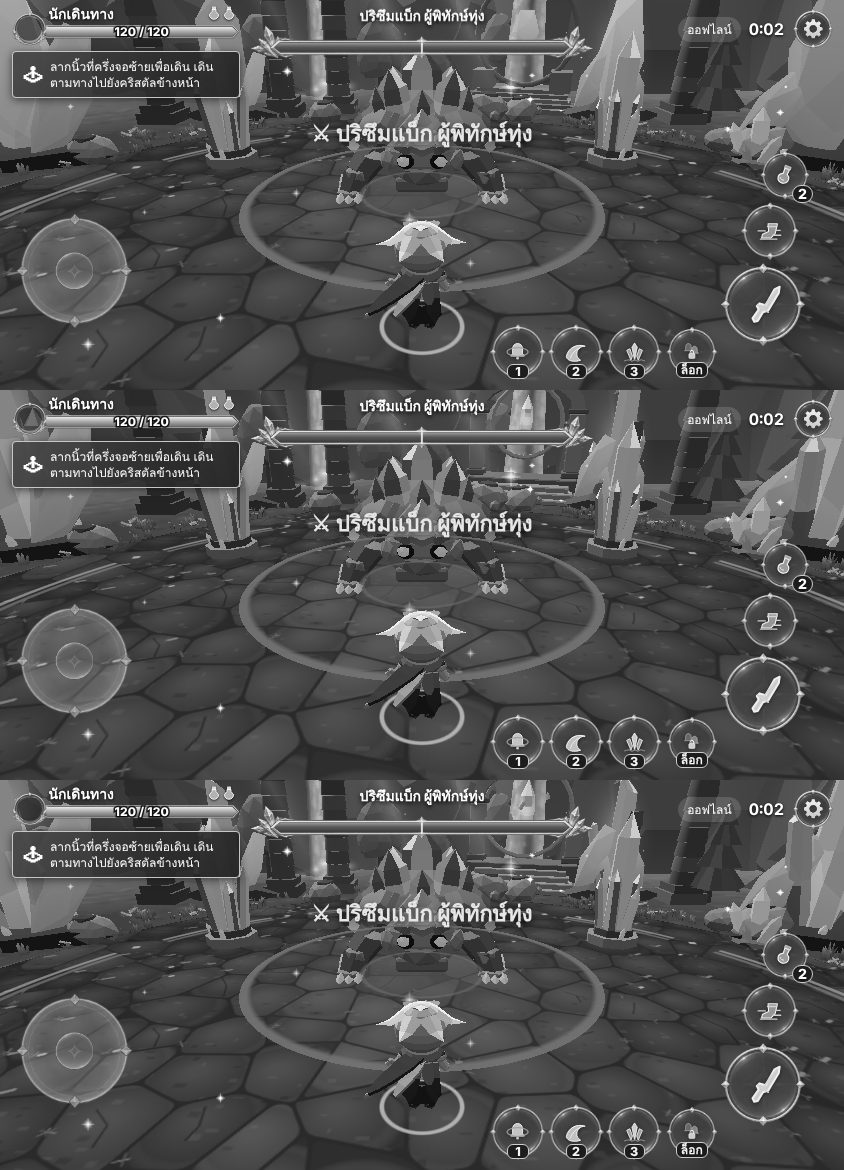 นักเดินทาง
120 / 120
ลากนิ้วที่ครึ่งจอซ้ายเพื่อเดิน เดิน
ตามทางไปยังคริสตัลข้างหน้า
ปริซึมแบ็ก ผู้พิทักษ์ทุ่ง
ออฟไลน์ 0:02
ปริซึมแบ็ก ผู้พิทักษ์ทุ่ง
2
1 2 3 ล็อก
นักเดินทาง
120 / 120
ลากนิ้วที่ครึ่งจอซ้ายเพื่อเดิน เดิน
ตามทางไปยังคริสตัลข้างหน้า
ปริซึมแบ็ก ผู้พิทักษ์ทุ่ง
ออฟไลน์ 0:02
ปริซึมแบ็ก ผู้พิทักษ์ทุ่ง
2
1 2 3 ล็อก
นักเดินทาง
120 / 120
ลากนิ้วที่ครึ่งจอซ้ายเพื่อเดิน เดิน
ตามทางไปยังคริสตัลข้างหน้า
ปริซึมแบ็ก ผู้พิทักษ์ทุ่ง
ออฟไลน์ 0:02
ปริซึมแบ็ก ผู้พิทักษ์ทุ่ง
2
1 2 3 ล็อก